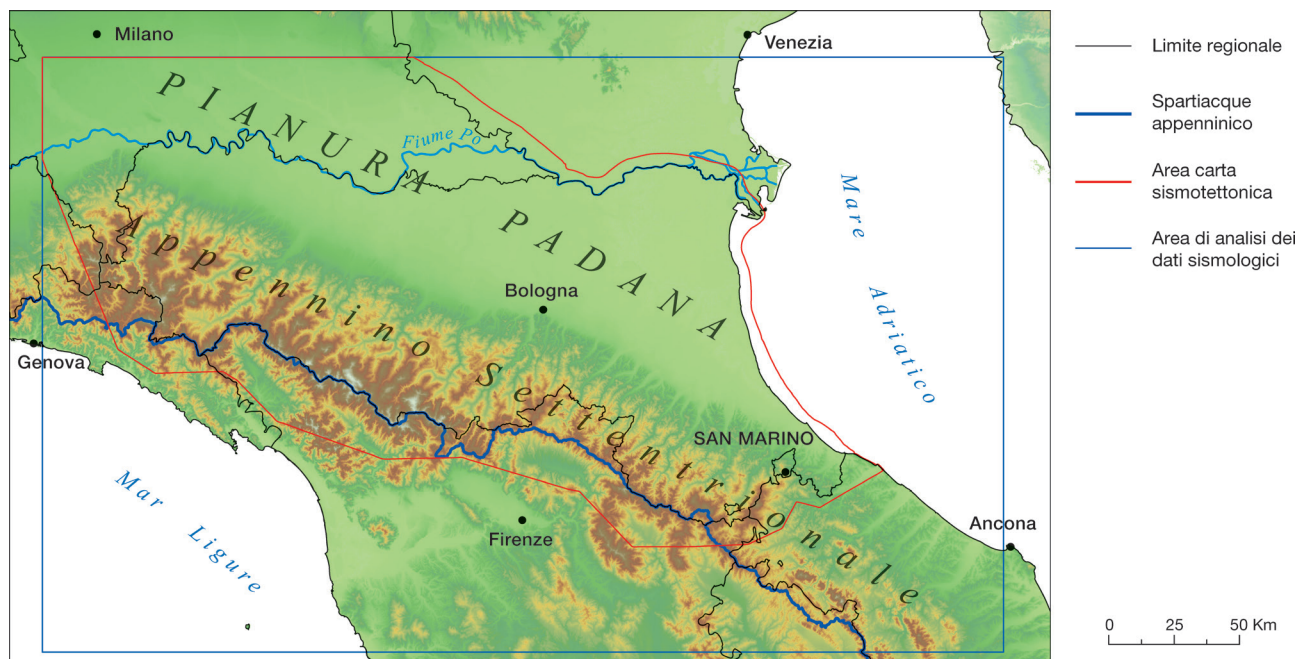 Milano
Venezia
PIANURA
PADANA
Fiume Po
Mare
Adriatico
Appennino Settentrionale
Bologna
Genova
SAN MARINO
Firenze
Ancona
Mar
Ligure
Limite regionale
Spartiacque
appenninico
Area carta
sismotettonica
Area di analisi dei
dati sismologici
0 25 50 Km